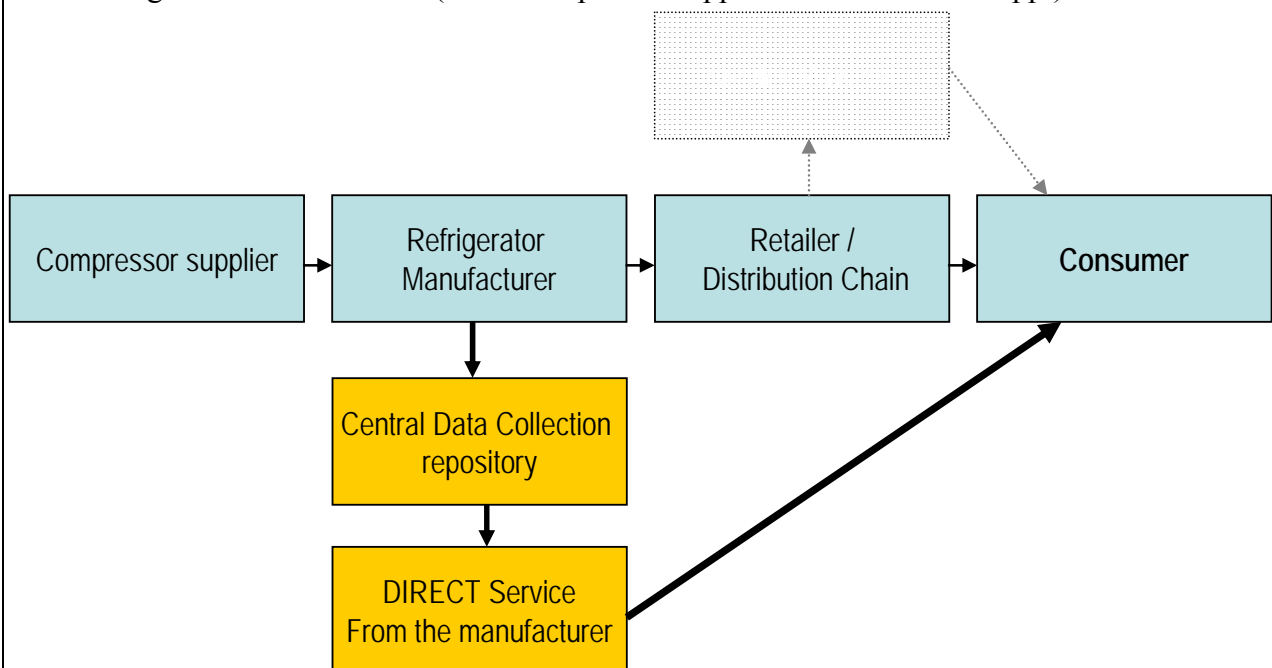 Compressor supplier
Refrigerator
Manufacturer
Retailer /
Distribution Chain
Consumer
Central Data Collection
repository
DIRECT Service
From the manufacturer